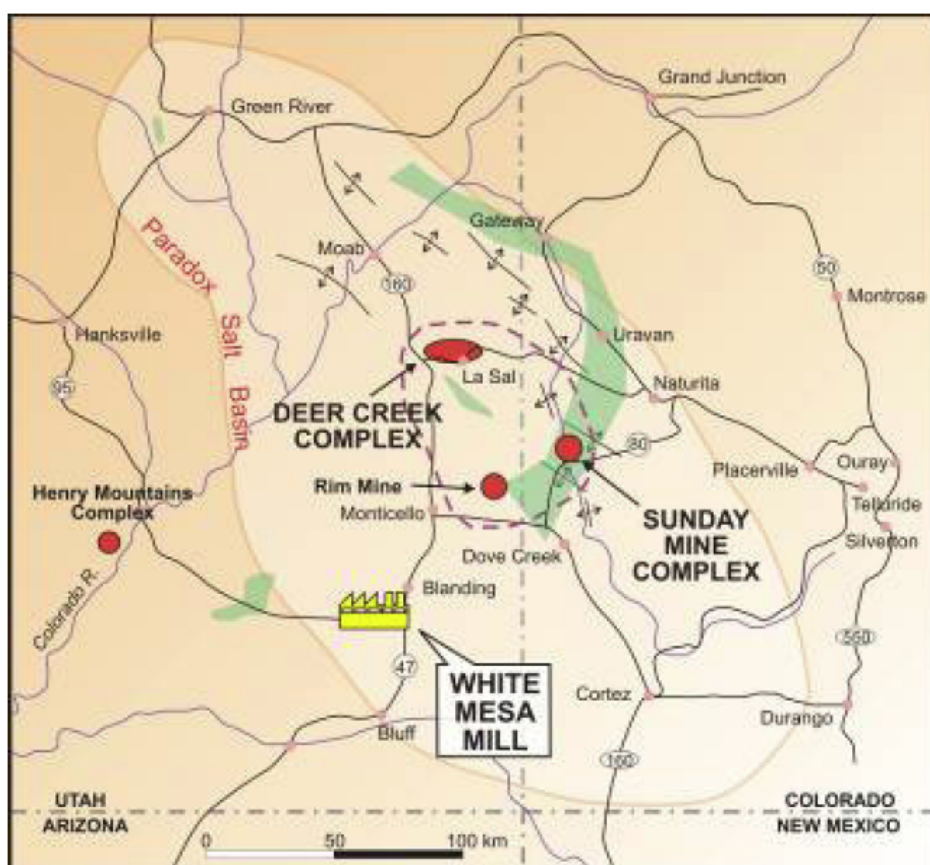 Grand Junction
Green River
Gateway
Moab
160
50
Montrose
Paradox Salt Basin
Hanksville
Uravan
La Sal
95
Naturita
DEER CREEK
COMPLEX
80
Placerville
Ouray
Henry Mountains
Complex
Rim Mine
Telluride
Monticello
SUNDAY
MINE
COMPLEX
Silverton
Dove Creek
Colorado R.
Blanding
550
47
WHITE
MESA
MILL
Cortez
Durango
Bluff
160
UTAH
COLORADO
ARIZONA
NEW MEXICO
0 50 100 km